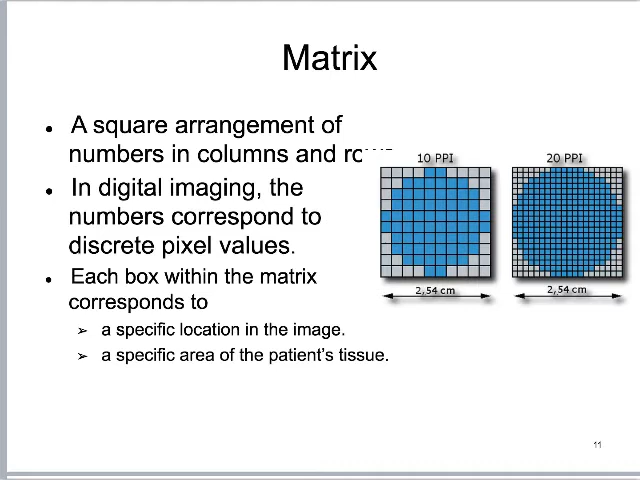 Matrix
• A square arrangement of
numbers in columns and rows
• In digital imaging, the
numbers correspond to
discrete pixel values.
• Each box within the matrix
corresponds to
➢ a specific location in the image.
➢ a specific area of the patient's tissue.
10 PPI
20 PPI
2,54 cm
2,54 cm
11